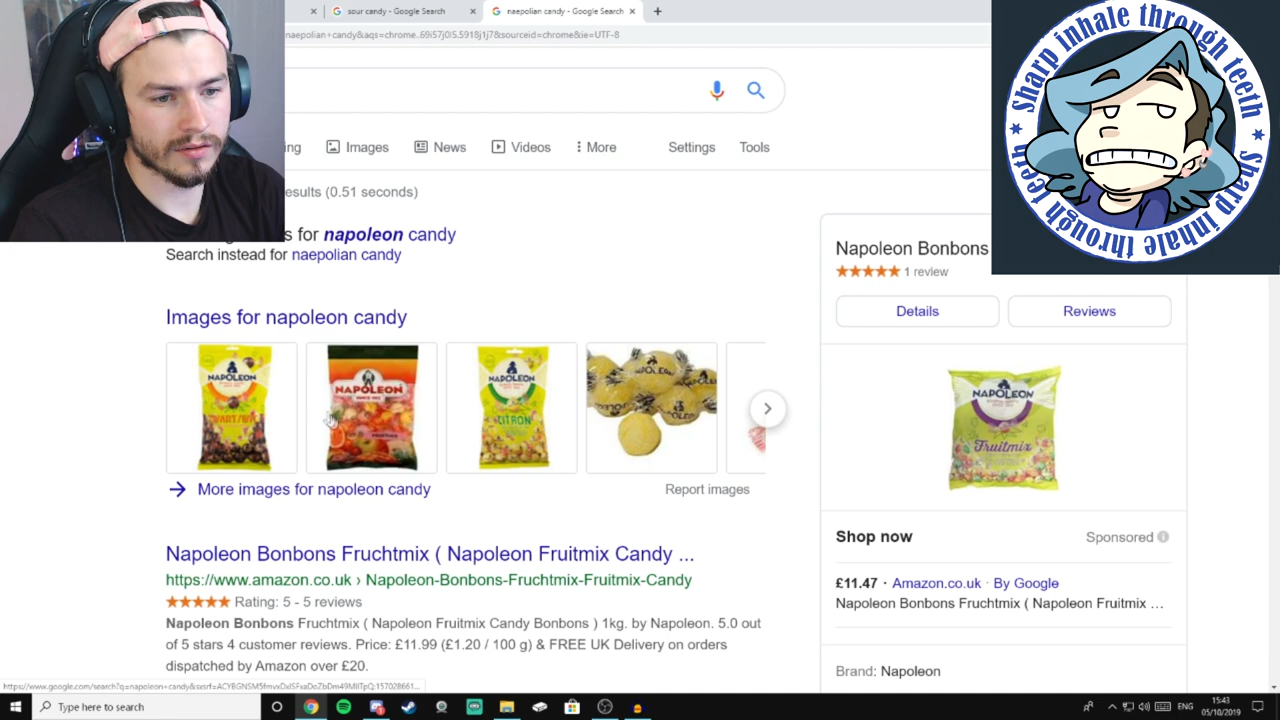 sour candy - Google Search
naepolian candy - Google Search
naepolian+candy&aqs=chrome..69i57j0l5.5918j1j7&sourceid=chrome&ie=UTF-8
Images
News
Videos
More
Settings
Tools
esults (0.51 seconds)
s for napoleon candy
Search instead for naepolian candy
Images for napoleon candy
NAPOLEON
NAPOLEON
NAPOLEON
CITRON
More images for napoleon candy
Report images
Napoleon Bonbons Fruchtmix ( Napoleon Fruitmix Candy ...
https://www.amazon.co.uk › Napoleon-Bonbons-Fruchtmix-Fruitmix-Candy
Rating: 5 - 5 reviews
Napoleon Bonbons Fruchtmix ( Napoleon Fruitmix Candy Bonbons ) 1kg. by Napoleon. 5.0 out
of 5 stars 4 customer reviews. Price: £11.99 (£1.20 / 100 g) & FREE UK Delivery on orders
dispatched by Amazon over £20.
Sharp inhale through teeth
Sharp inhale through teeth
Napoleon Bonbons
1 review
Details
Reviews
NAPOLEON
Fruitmix
Shop now
Sponsored
£11.47 · Amazon.co.uk · By Google
Napoleon Bonbons Fruchtmix ( Napoleon Fruitmix ...
Brand: Napoleon
Type here to search
ENG
15:43
05/10/2019